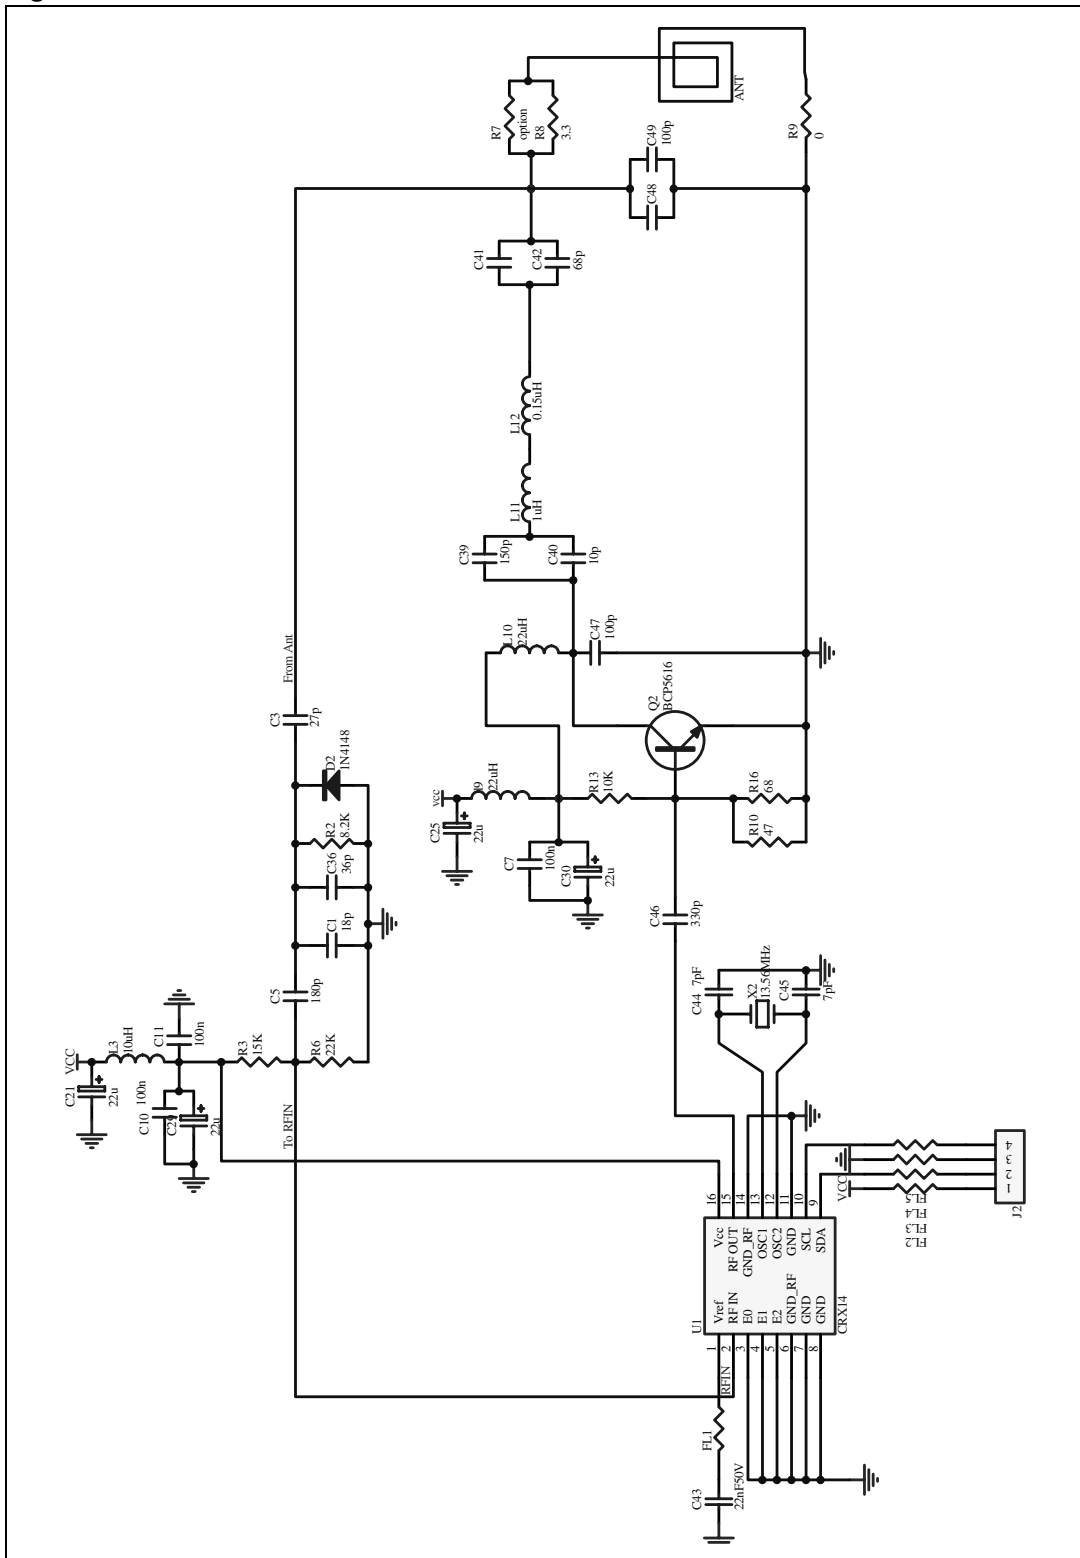 ANT
R7
option
R8
3.3
C49
100p
C48
R9
0
C41
C42
68p
L12
0.15uH
L11
1uH
C39
150p
C40
10p
From Ant
L10
22uH
C47
100p
C3
27p
Q2
BCP5616
D2
1N4148
R2
8.2K
C36
36p
C1
18p
vcc
J9
22uH
C25
22u
R13
10K
R16
68
R10
47
C7
100n
C30
22u
C46
330p
C5
180p
C11
100n
VCC
L3
10uH
C21
22u
R3
15K
R6
22K
C10
100n
C29
22u
To RFIN
C44
7pF
X2
13.56MHz
C45
7pF
U1
CRX14
Vref
RF IN
E0
E1
E2
GND_RF
GND
GND
Vcc
RF OUT
GND_RF
OSC1
OSC2
GND
SCL
SDA
1
2
3
4
5
6
7
8
16
15
14
13
12
11
10
9
RFIN
FL1
C43
22nF50V
VCC
FL5
FL4
FL3
FL2
J2
1
2
3
4